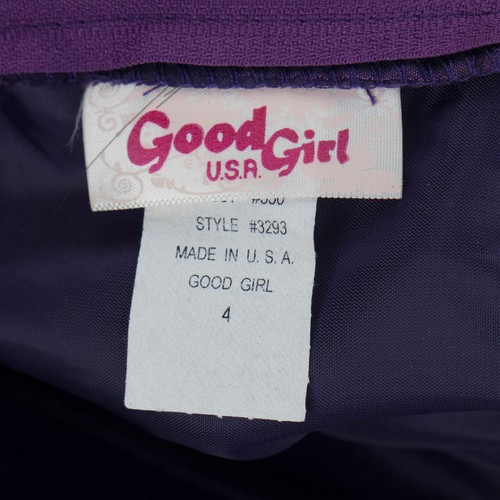 Good Girl
U.S.A.
STYLE #3293
MADE IN U. S. A.
GOOD GIRL
4